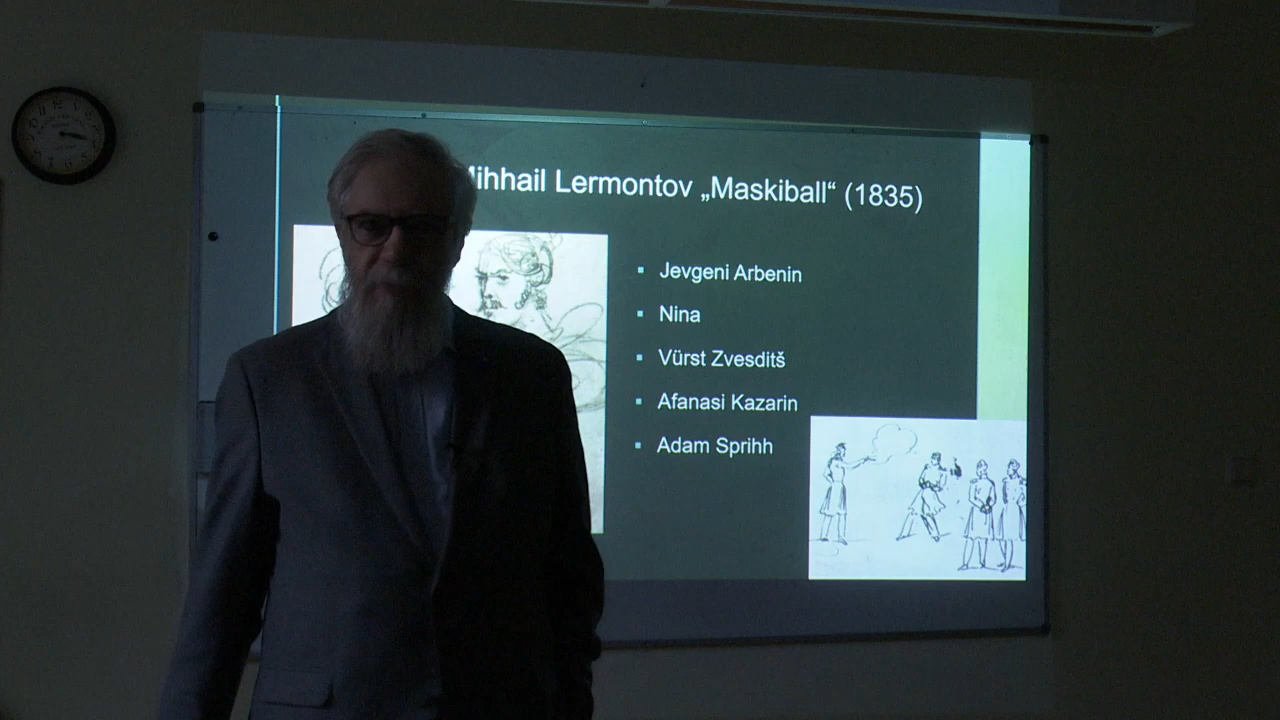 Mihhail Lermontov „Maskiball“ (1835)
Jevgeni Arbenin
Nina
Vürst Zvesditš
Afanasi Kazarin
Adam Sprihh